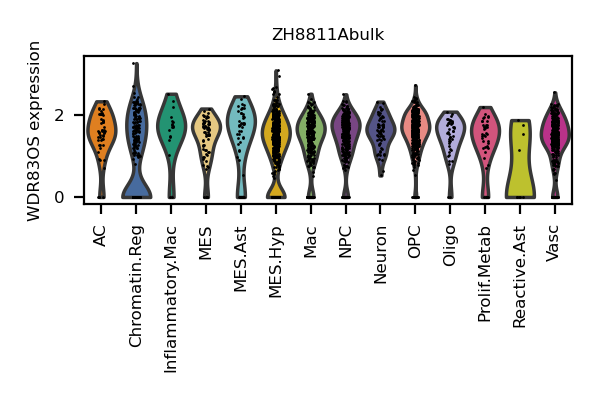 ZH8811Abulk
WDR83OS expression
2
0
AC
Chromatin.Reg
Inflammatory.Mac
MES
MES.Ast
MES.Hyp
Mac
NPC
Neuron
OPC
Oligo
Prolif.Metab
Reactive.Ast
Vasc